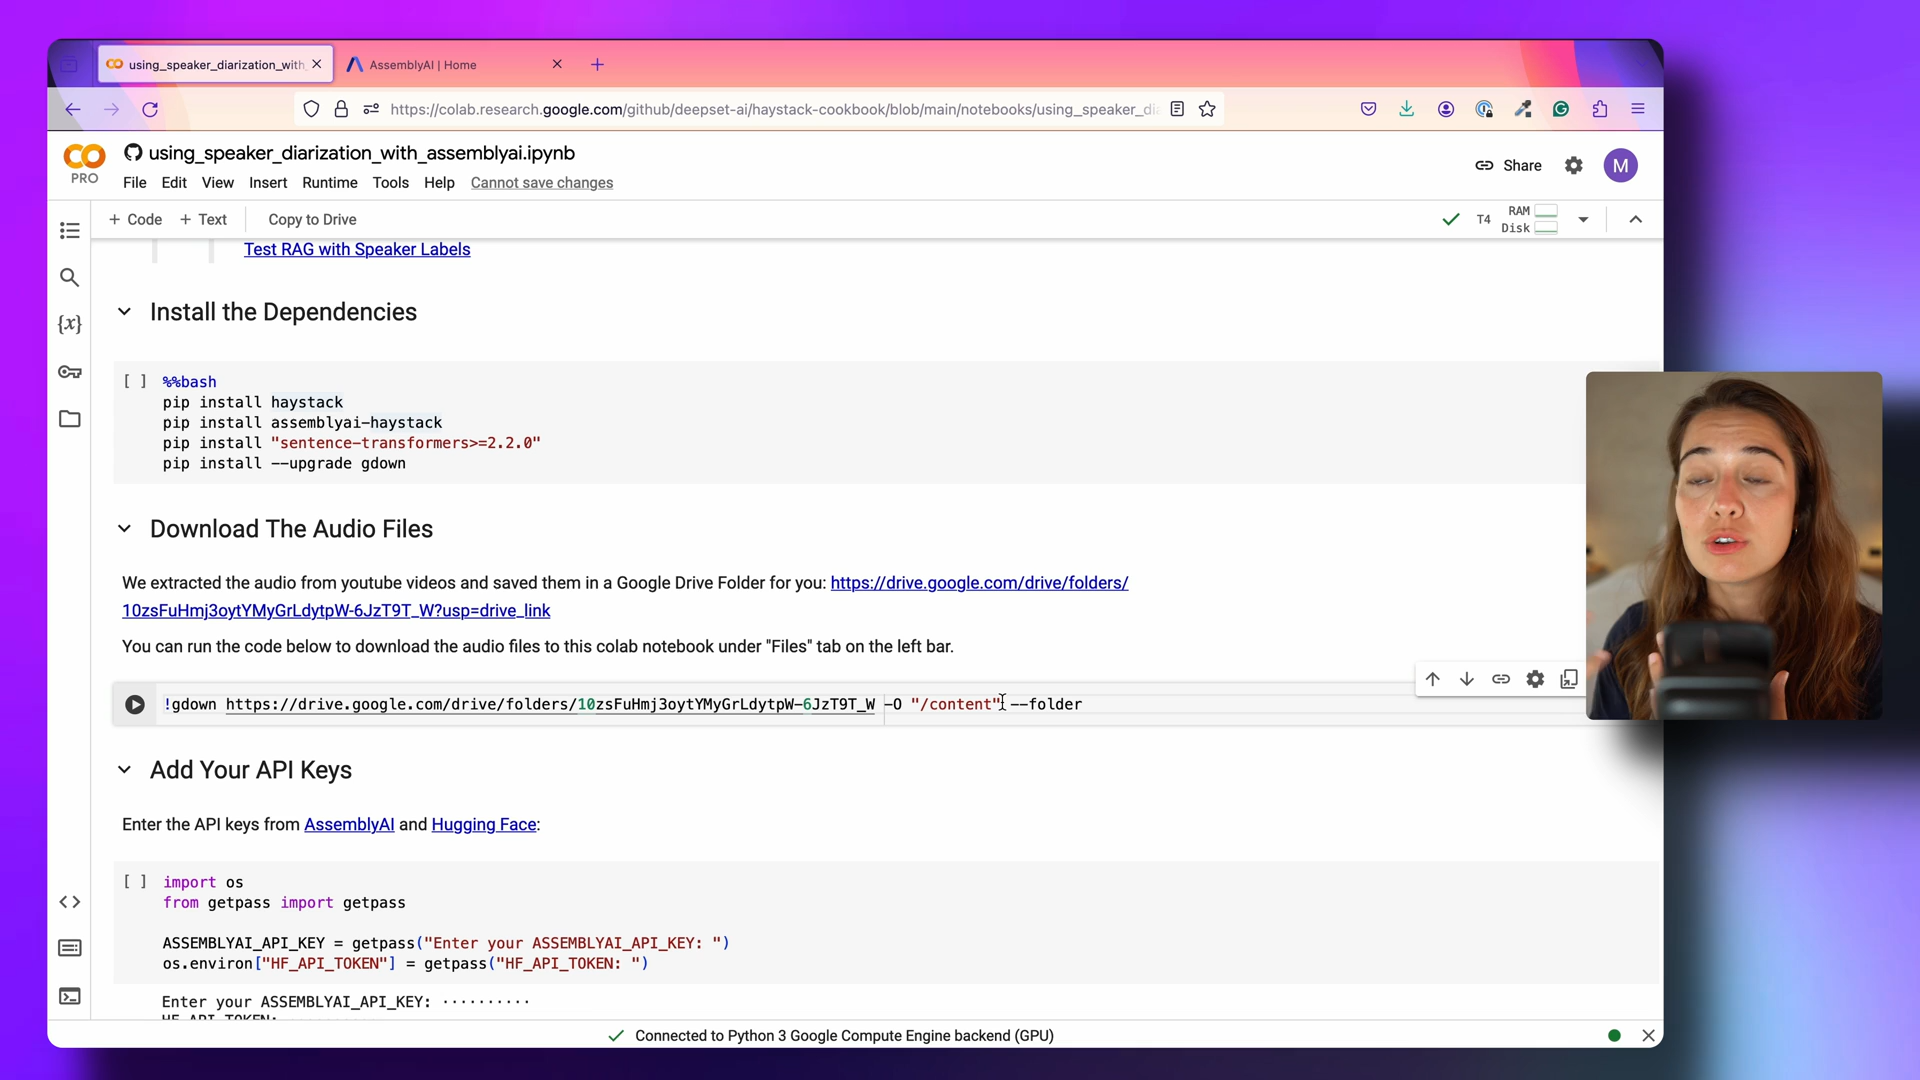 using_speaker_diarization_with
AssemblyAI | Home
https://colab.research.google.com/github/deepset-ai/haystack-cookbook/blob/main/notebooks/using_speaker_di
PRO
using_speaker_diarization_with_assemblyai.ipynb
File Edit View Insert Runtime Tools Help Cannot save changes
Share
M
+ Code + Text Copy to Drive
T4
RAM
Disk
Test RAG with Speaker Labels
{x}
Install the Dependencies
[ ] %%bash
pip install haystack
pip install assemblyai-haystack
pip install "sentence-transformers>=2.2.0"
pip install --upgrade gdown
Download The Audio Files
We extracted the audio from youtube videos and saved them in a Google Drive Folder for you: https://drive.google.com/drive/folders/
10zsFuHmj3oytYMyGrLdytpW-6JzT9T_W?usp=drive_link
You can run the code below to download the audio files to this colab notebook under "Files" tab on the left bar.
!gdown https://drive.google.com/drive/folders/10zsFuHmj3oytYMyGrLdytpW-6JzT9T_W -O "/content" --folder
Add Your API Keys
Enter the API keys from AssemblyAI and Hugging Face:
[ ] import os
from getpass import getpass
ASSEMBLYAI_API_KEY = getpass("Enter your ASSEMBLYAI_API_KEY: ")
os.environ["HF_API_TOKEN"] = getpass("HF_API_TOKEN: ")
Enter your ASSEMBLYAI_API_KEY: ··········
HF_API_TOKEN:
Connected to Python 3 Google Compute Engine backend (GPU)